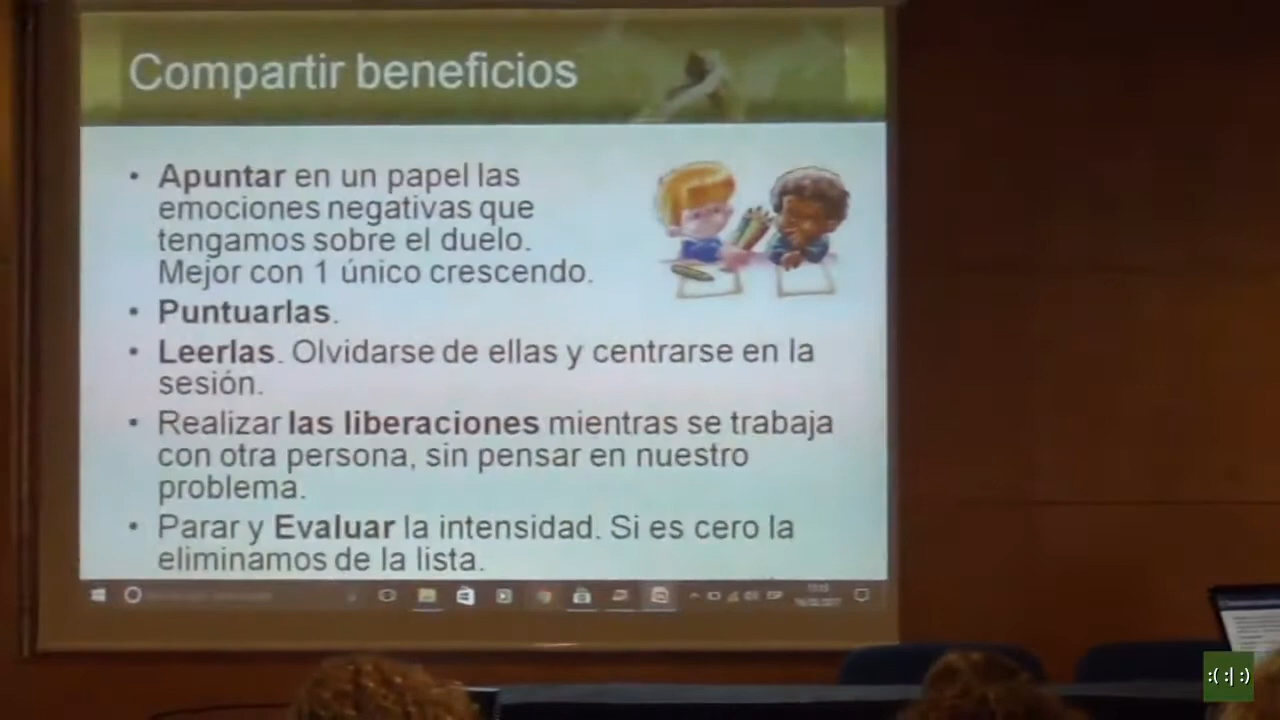 Compartir beneficios
• Apuntar en un papel las
emociones negativas que
tengamos sobre el duelo.
Mejor con 1 único crescendo.
• Puntuarlas.
• Leerlas. Olvidarse de ellas y centrarse en la
sesión.
• Realizar las liberaciones mientras se trabaja
con otra persona, sin pensar en nuestro
problema.
• Parar y Evaluar la intensidad. Si es cero la
eliminamos de la lista.
ESP
:( :| :)